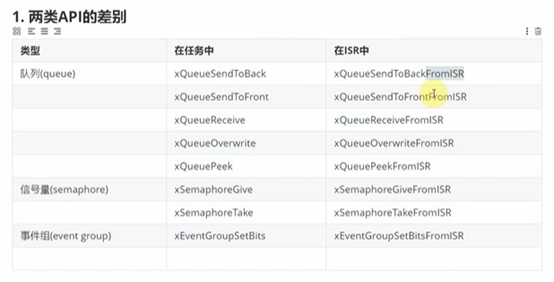 1. 两类API的差别
类型 在任务中 在ISR中
队列(queue) xQueueSendToBack xQueueSendToBackFromISR
xQueueSendToFront xQueueSendToFrontFromISR
xQueueReceive xQueueReceiveFromISR
xQueueOverwrite xQueueOverwriteFromISR
xQueuePeek xQueuePeekFromISR
信号量(semaphore) xSemaphoreGive xSemaphoreGiveFromISR
xSemaphoreTake xSemaphoreTakeFromISR
事件组(event group) xEventGroupSetBits xEventGroupSetBitsFromISR